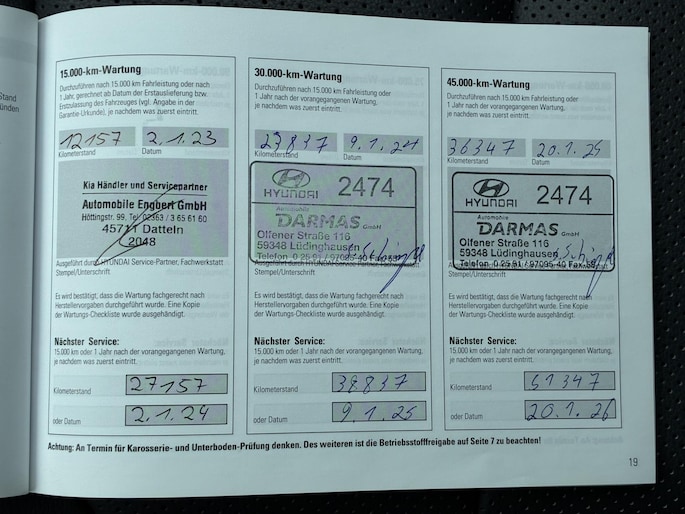 Stand
ünden
15.000-km-Wartung
Durchzuführen nach 15.000 km Fahrleistung oder nach
1 Jahr, gerechnet ab Datum der Erstauslieferung bzw.
Erstzulassung des Fahrzeuges (vgl. Angabe in der
Garantie-Urkunde), je nachdem was zuerst eintritt.
12157 2.1.23
Kilometerstand Datum
Kia Händler und Servicepartner
Automobile Engbert GmbH
Höttingstr. 99, Tel. 02363 / 3 65 61 60
45711 Datteln
2048
Ausgeführt durch HYUNDAI Service-Partner, Fachwerkstatt
Stempel/Unterschrift
Es wird bestätigt, dass die Wartung fachgerecht nach
Herstellervorgaben durchgeführt wurde. Eine Kopie
der Wartungs-Checkliste wurde ausgehändigt.
Nächster Service:
15.000 km oder 1 Jahr nach der vorangegangenen Wartung,
je nachdem was zuerst eintritt.
Kilometerstand 27157
oder Datum 2.1.24
30.000-km-Wartung
Durchzuführen nach 15.000 km Fahrleistung oder
1 Jahr nach der vorangegangenen Wartung,
je nachdem was zuerst eintritt.
23837 9.1.24
Kilometerstand Datum
HYUNDAI 2474
Automobile
DARMAS GmbH
Olfener Straße 116
59348 Lüdinghausen
Telefon 0 25 91 / 97095-40 Fax
Ausgeführt durch HYUNDAI Service-Partner, Fachwerkstatt
Stempel/Unterschrift
Es wird bestätigt, dass die Wartung fachgerecht nach
Herstellervorgaben durchgeführt wurde. Eine Kopie
der Wartungs-Checkliste wurde ausgehändigt.
Nächster Service:
15.000 km oder 1 Jahr nach der vorangegangenen Wartung,
je nachdem was zuerst eintritt.
Kilometerstand 38837
oder Datum 9.1.25
45.000-km-Wartung
Durchzuführen nach 15.000 km Fahrleistung oder
1 Jahr nach der vorangegangenen Wartung,
je nachdem was zuerst eintritt.
36347 20.1.25
Kilometerstand Datum
HYUNDAI 2474
Automobile
DARMAS GmbH
Olfener Straße 116
59348 Lüdinghausen
Telefon 0 25 91 / 97095-40 Fax
Stempel/Unterschrift
Es wird bestätigt, dass die Wartung fachgerecht nach
Herstellervorgaben durchgeführt wurde. Eine Kopie
der Wartungs-Checkliste wurde ausgehändigt.
Nächster Service:
15.000 km oder 1 Jahr nach der vorangegangenen Wartung,
je nachdem was zuerst eintritt.
Kilometerstand 51347
oder Datum 20.1.26
Achtung: An Termin für Karosserie- und Unterboden-Prüfung denken. Des weiteren ist die Betriebsstofffreigabe auf Seite 7 zu beachten!
19